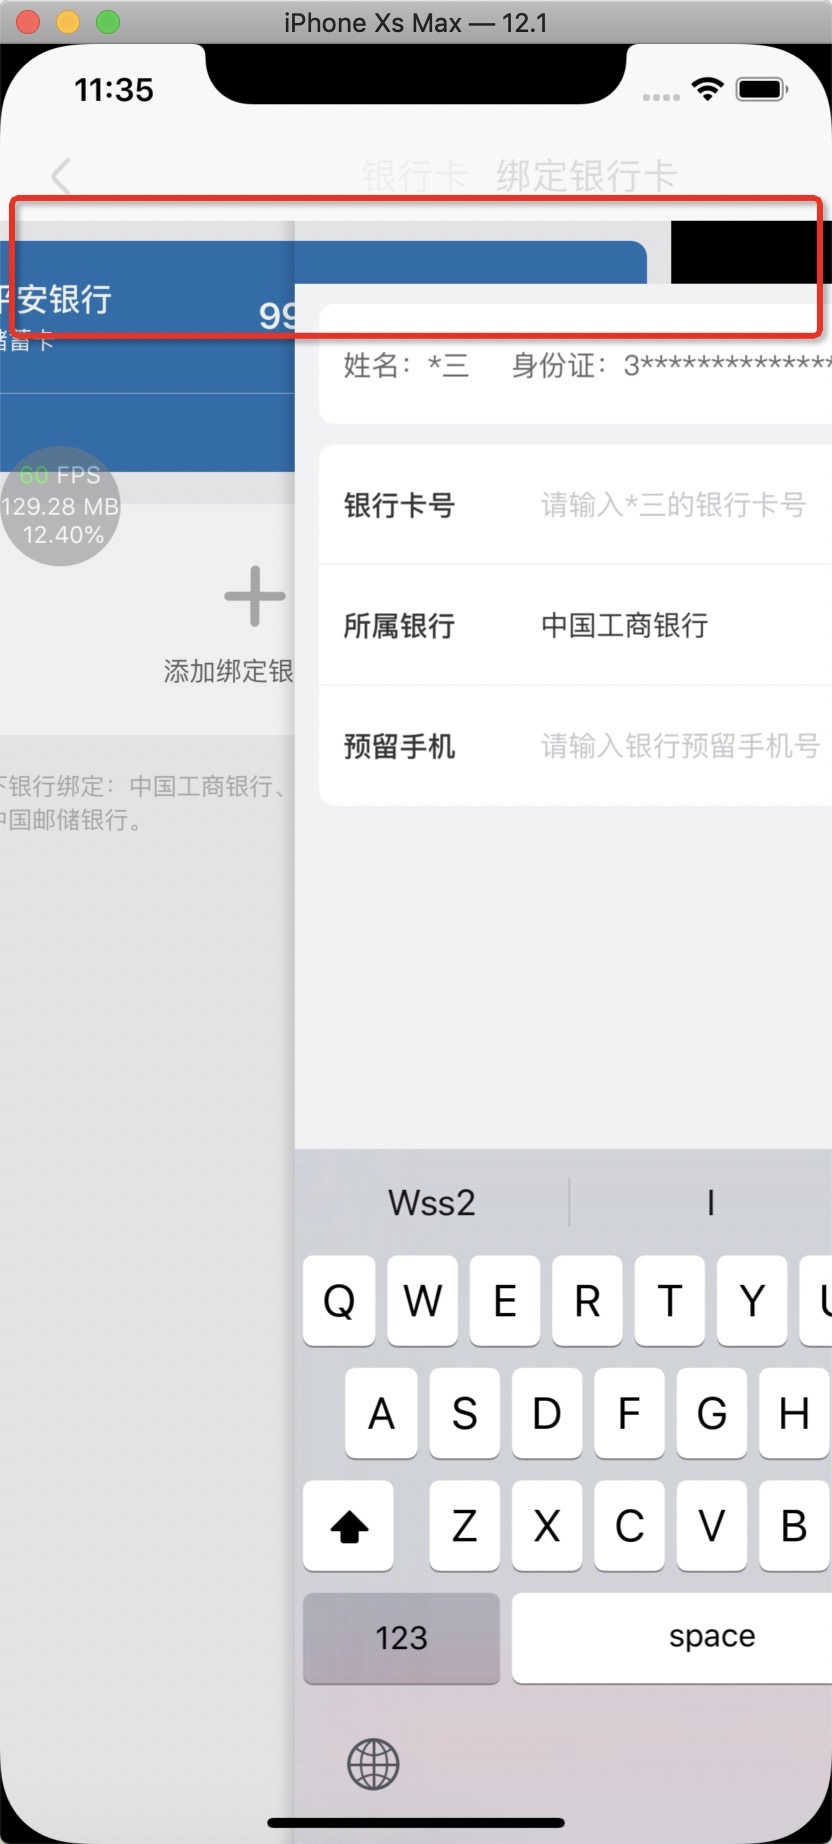 iPhone Xs Max — 12.1
11:35
银行卡 绑定银行卡
平安银行
99
储蓄卡
姓名：*三 身份证：3**************
60 FPS
129.28 MB
12.40%
银行卡号 请输入*三的银行卡号
所属银行 中国工商银行
添加绑定银
预留手机 请输入银行预留手机号
下银行绑定：中国工商银行、
中国邮储银行。
Wss2 I
Q W E R T Y U
A S D F G H
Z X C V B
123 space